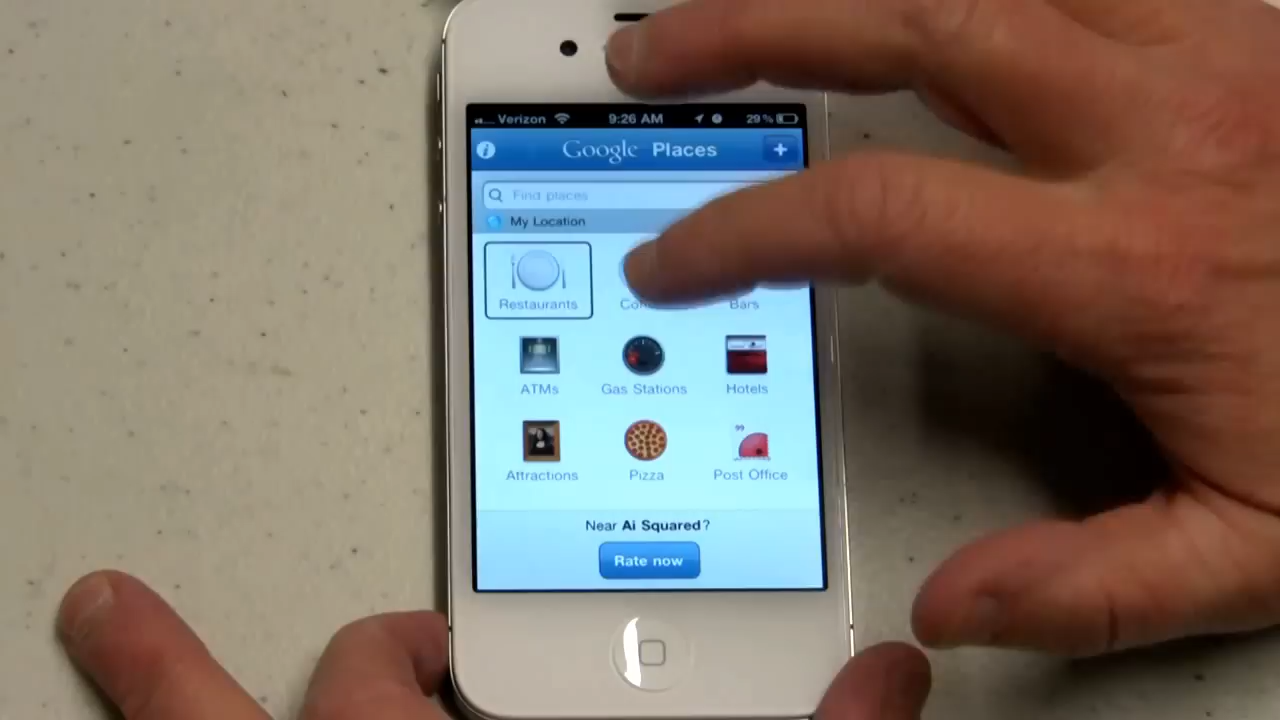 Verizon 9:26 AM 29%
Google Places +
Find places
My Location
Restaurants Bars
ATMs Gas Stations Hotels
99
Attractions Pizza Post Office
Near Ai Squared?
Rate now